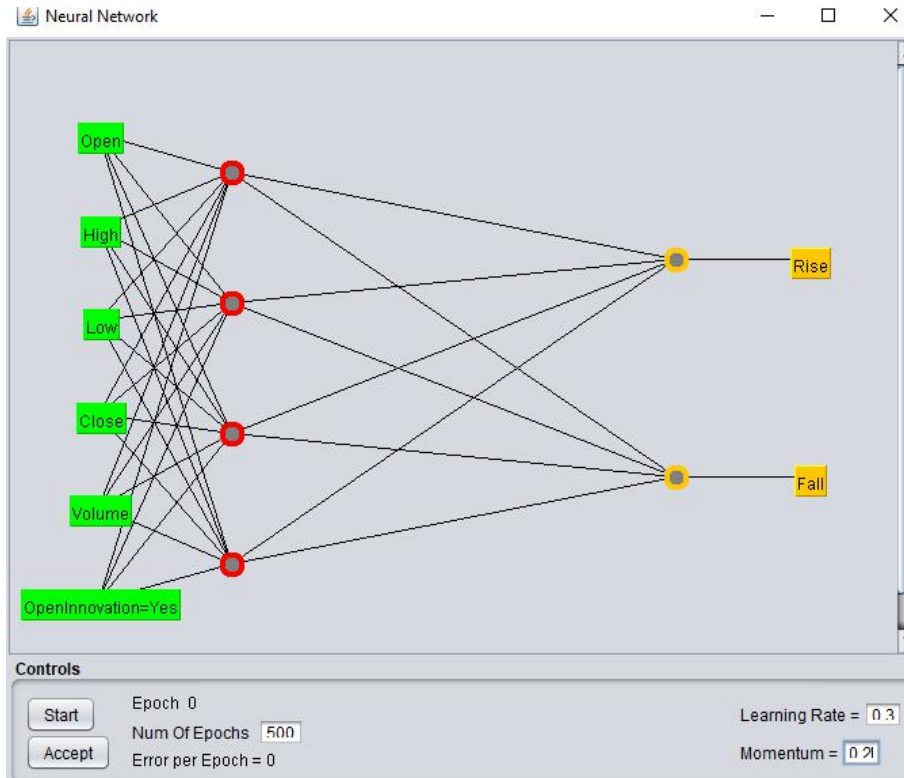 Neural Network
Open
High
Low
Close
Volume
OpenInnovation=Yes
Rise
Fall
Controls
Start
Accept
Epoch 0
Num Of Epochs 500
Error per Epoch = 0
Learning Rate = 0.3
Momentum =